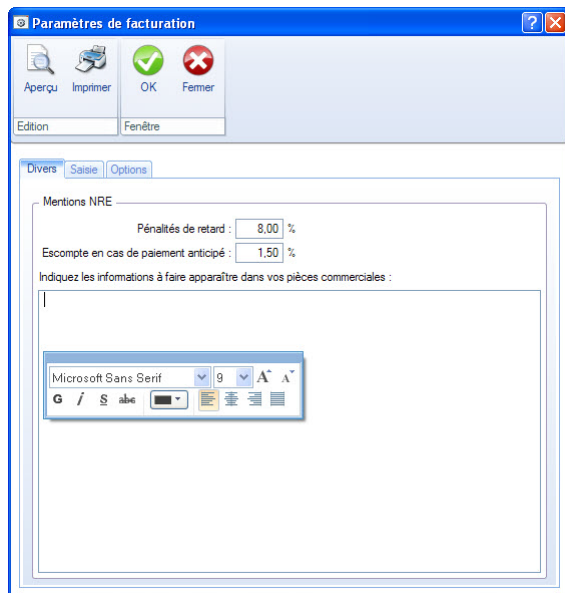 Paramètres de facturation
Aperçu Imprimer OK Fermer
Edition Fenêtre
Divers Saisie Options
Mentions NRE
Pénalités de retard : 8,00 %
Escompte en cas de paiement anticipé : 1,50 %
Indiquez les informations à faire apparaître dans vos pièces commerciales :
Microsoft Sans Serif 9 A A
G i S abc